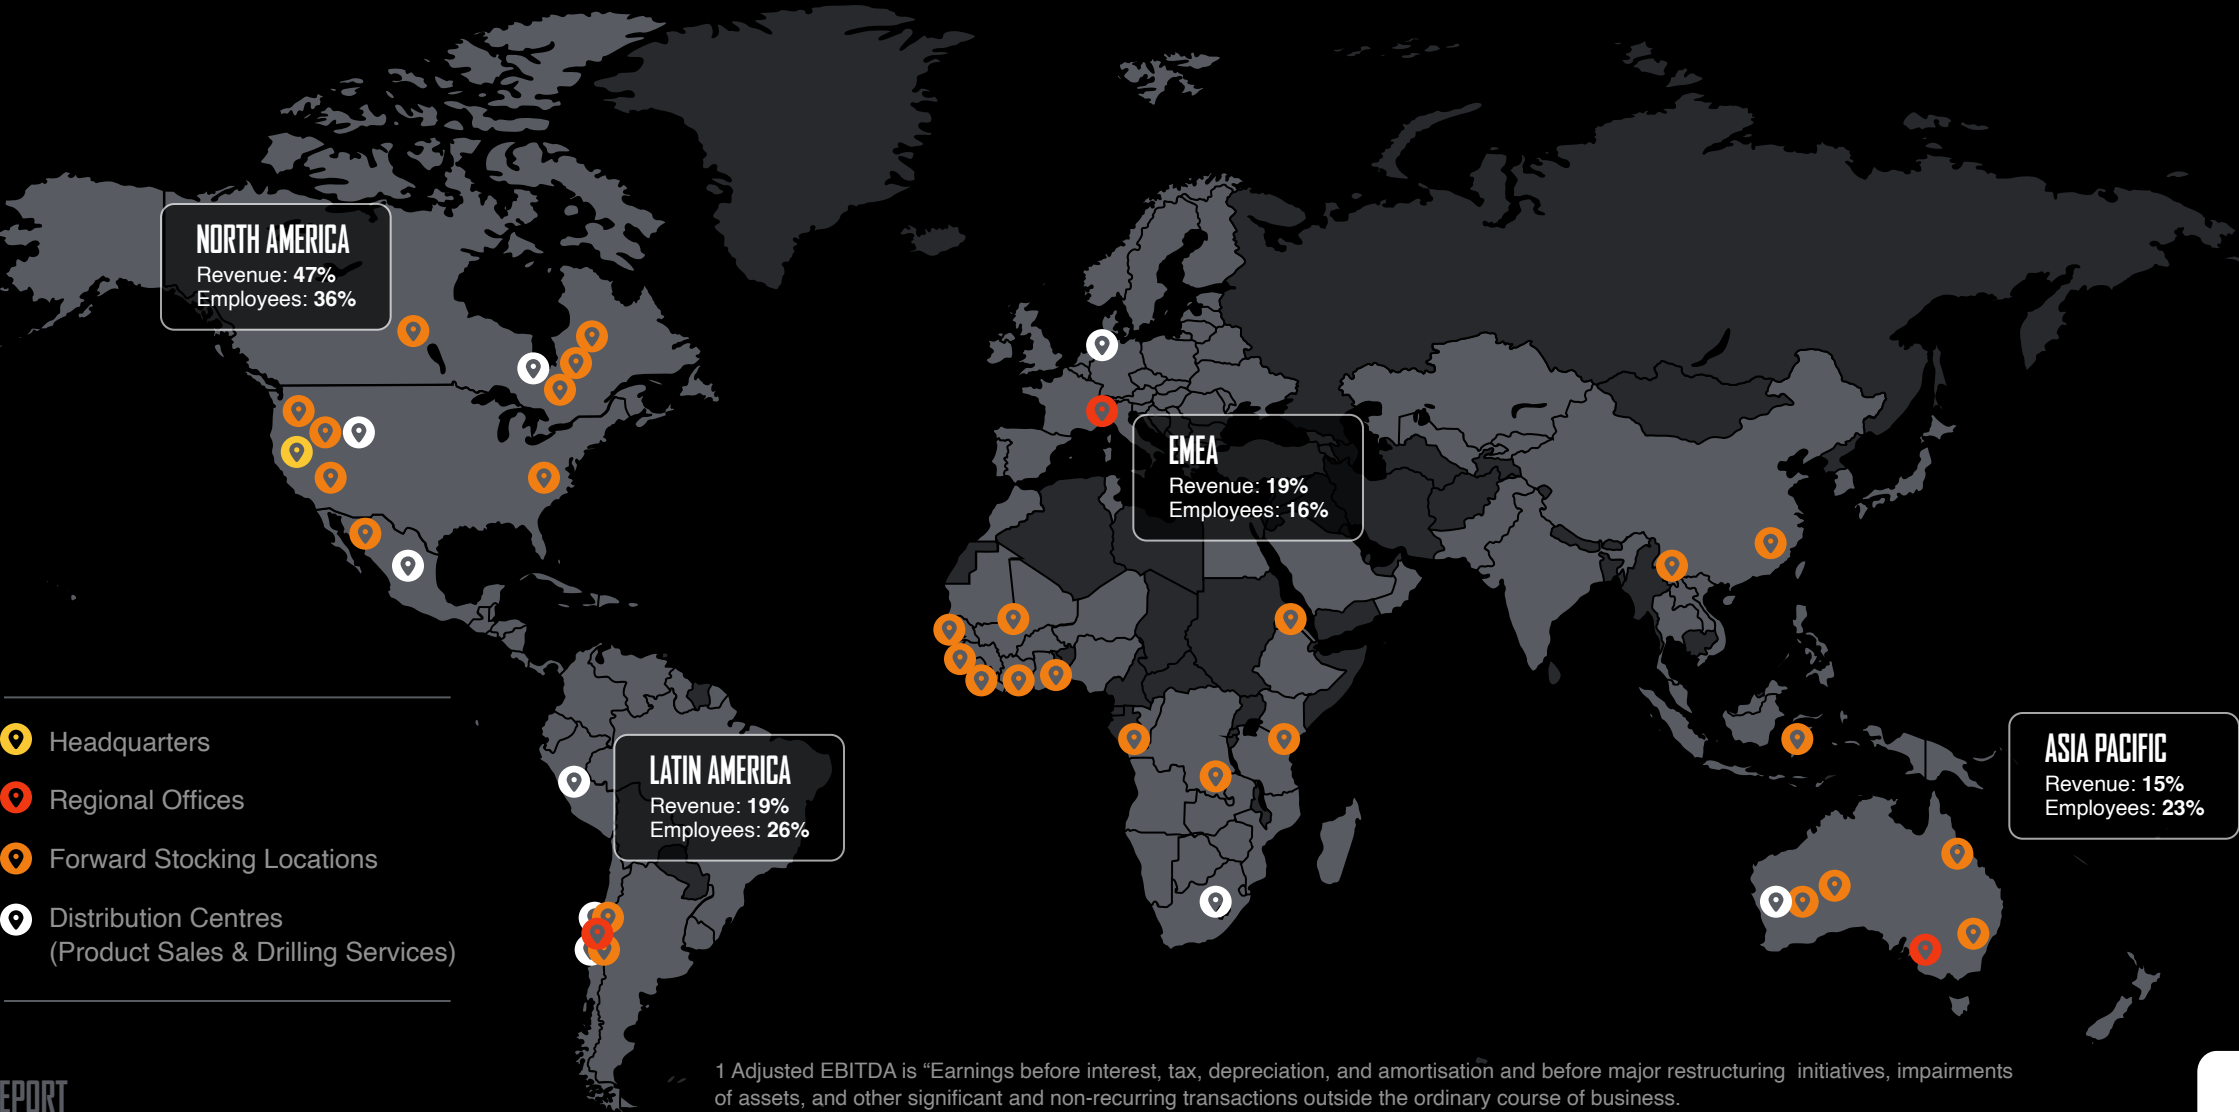 NORTH AMERICA
Revenue: 47%
Employees: 36%
EMEA
Revenue: 19%
Employees: 16%
LATIN AMERICA
Revenue: 19%
Employees: 26%
ASIA PACIFIC
Revenue: 15%
Employees: 23%
Headquarters
Regional Offices
Forward Stocking Locations
Distribution Centres
(Product Sales & Drilling Services)
1 Adjusted EBITDA is “Earnings before interest, tax, depreciation, and amortisation and before major restructuring initiatives, impairments
of assets, and other significant and non-recurring transactions outside the ordinary course of business.
EPORT